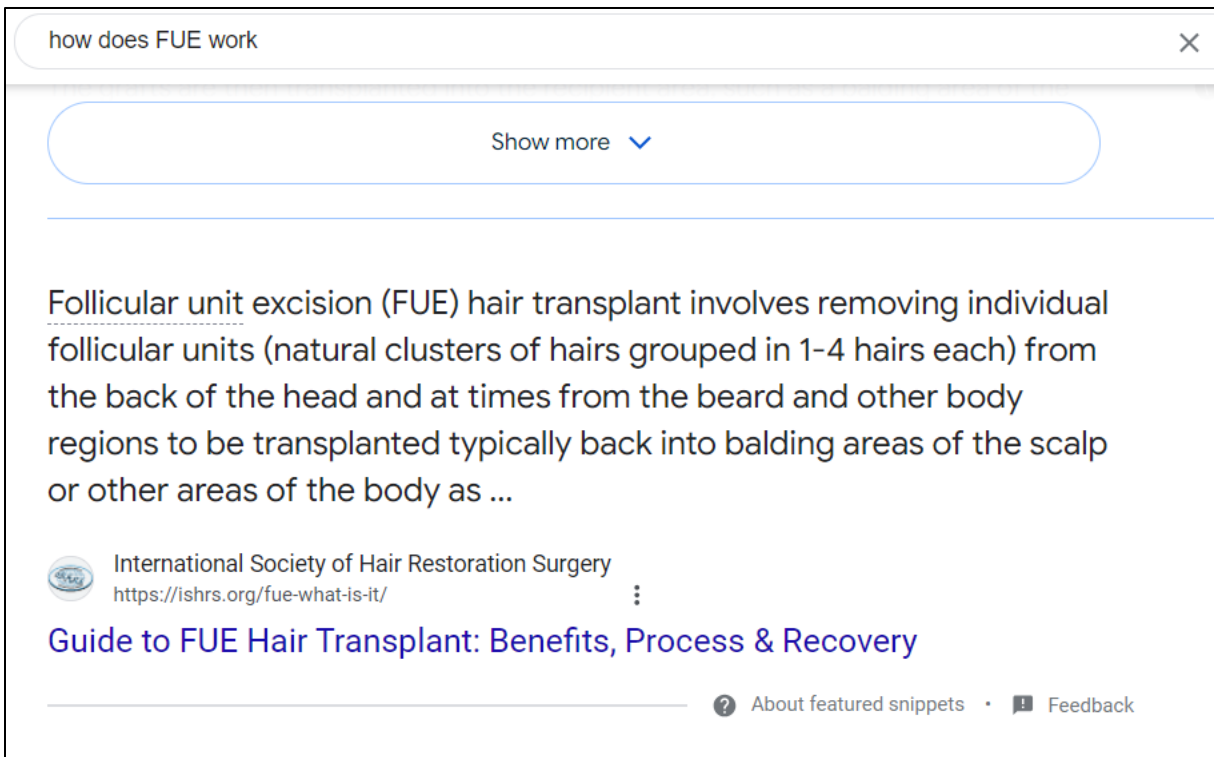 how does FUE work
Show more
Follicular unit excision (FUE) hair transplant involves removing individual
follicular units (natural clusters of hairs grouped in 1-4 hairs each) from
the back of the head and at times from the beard and other body
regions to be transplanted typically back into balding areas of the scalp
or other areas of the body as ...
International Society of Hair Restoration Surgery
https://ishrs.org/fue-what-is-it/
Guide to FUE Hair Transplant: Benefits, Process & Recovery
About featured snippets • Feedback